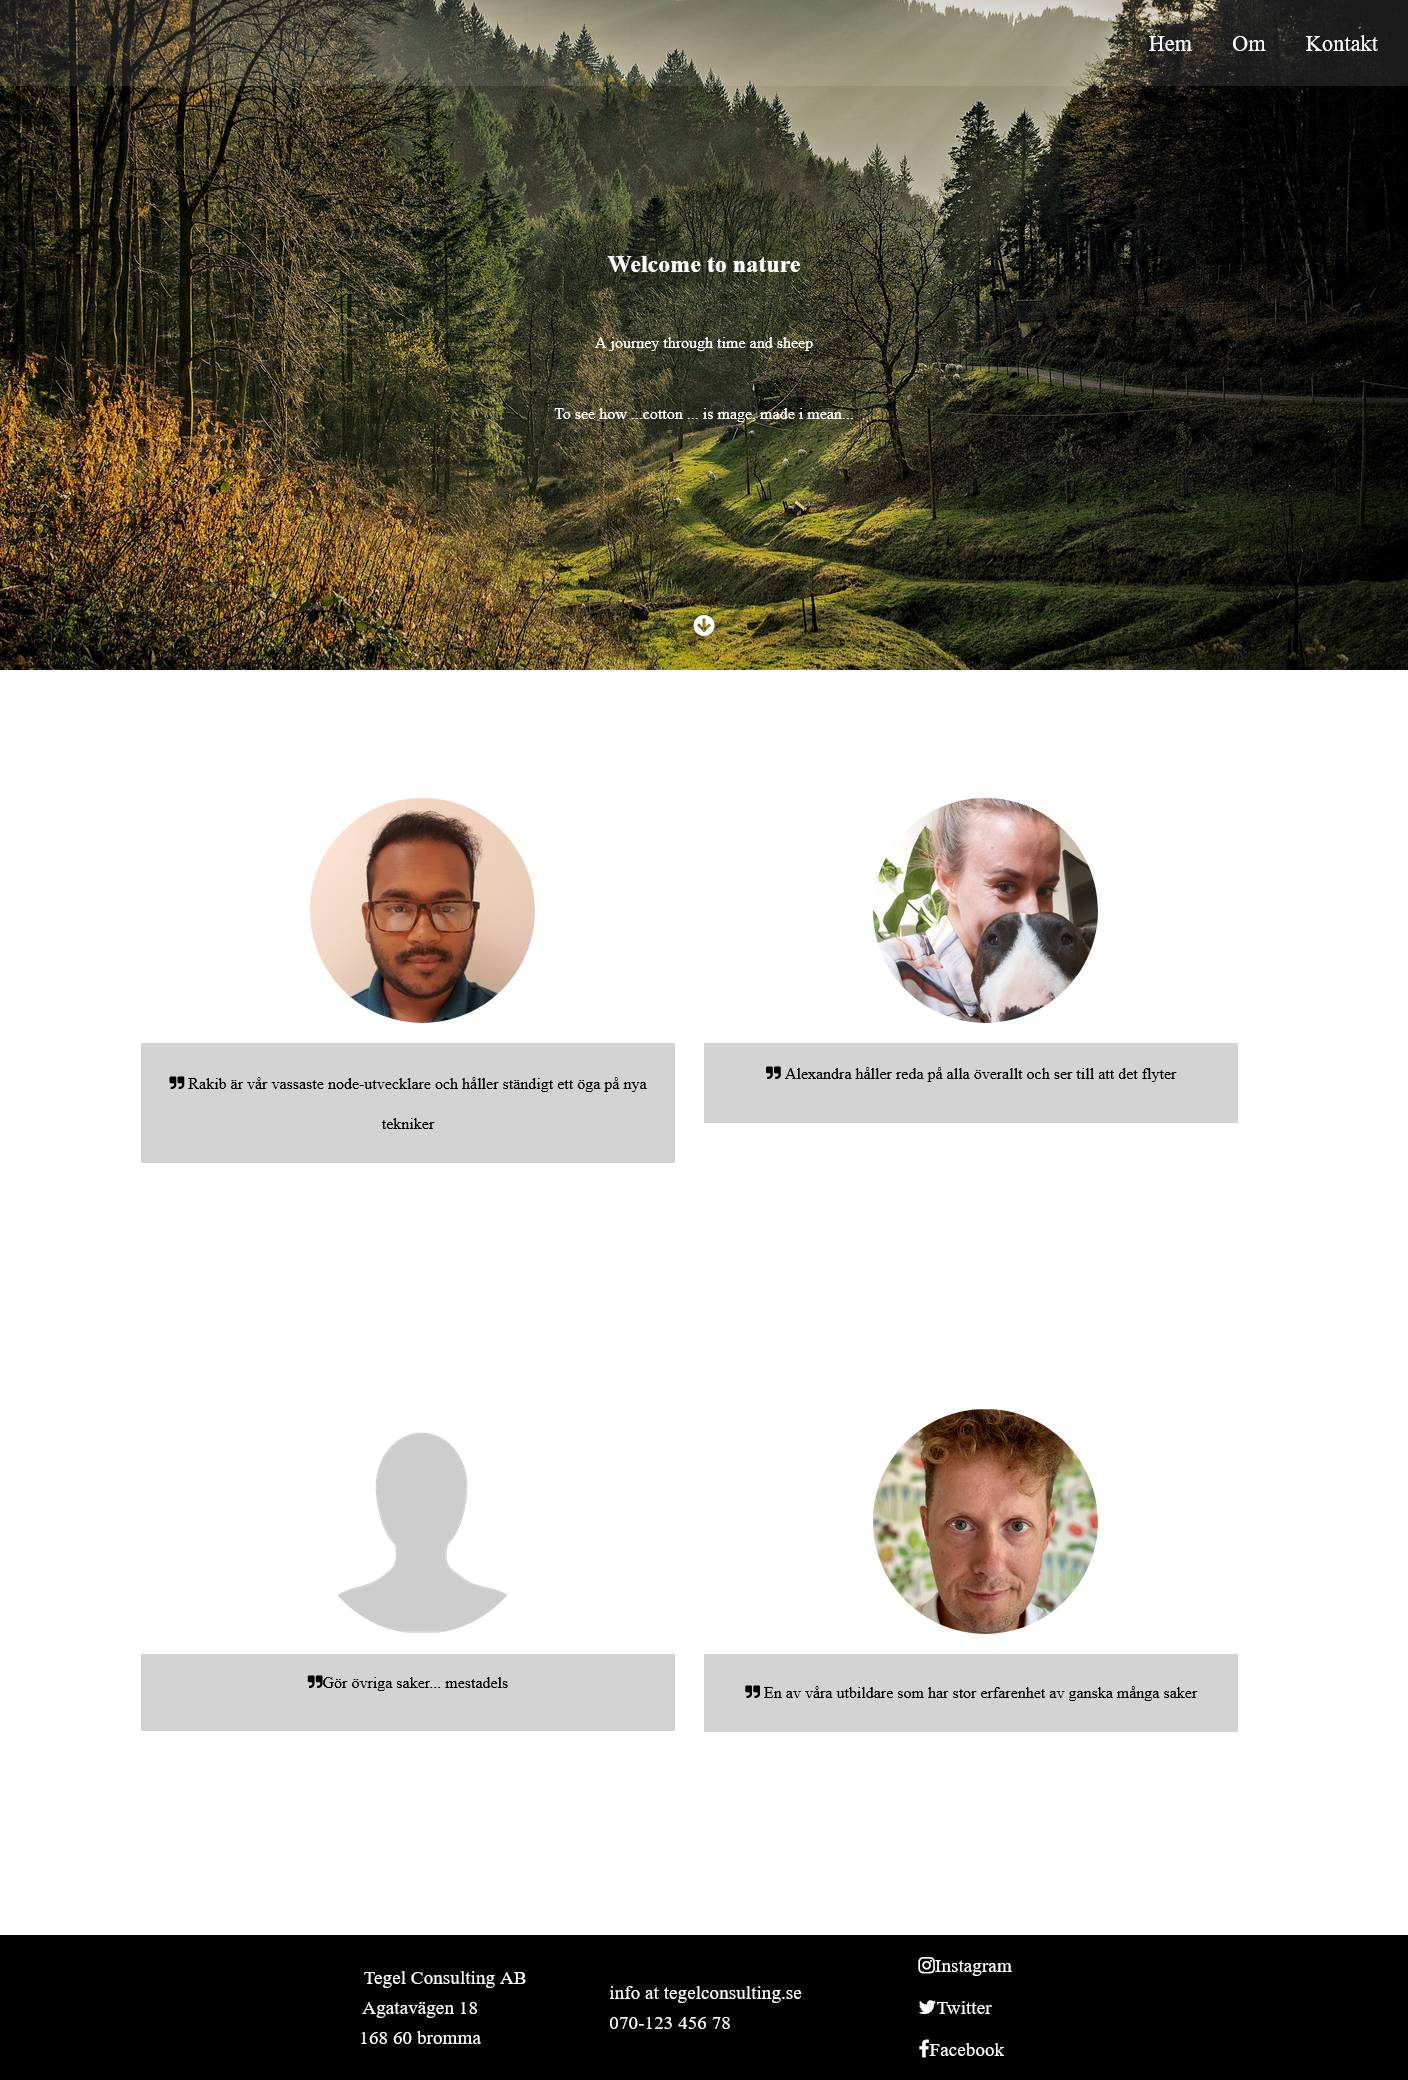 Hem Om Kontakt
Welcome to nature
A journey through time and sheep
To see how ...cotton ... is mage, made i mean...
Rakib är vår vassaste node-utvecklare och håller ständigt ett öga på nya
tekniker
Alexandra håller reda på alla överallt och ser till att det flyter
Gör övriga saker... mestadels
En av våra utbildare som har stor erfarenhet av ganska många saker
Tegel Consulting AB
Agatavägen 18
168 60 bromma
info at tegelconsulting.se
070-123 456 78
Instagram
Twitter
Facebook